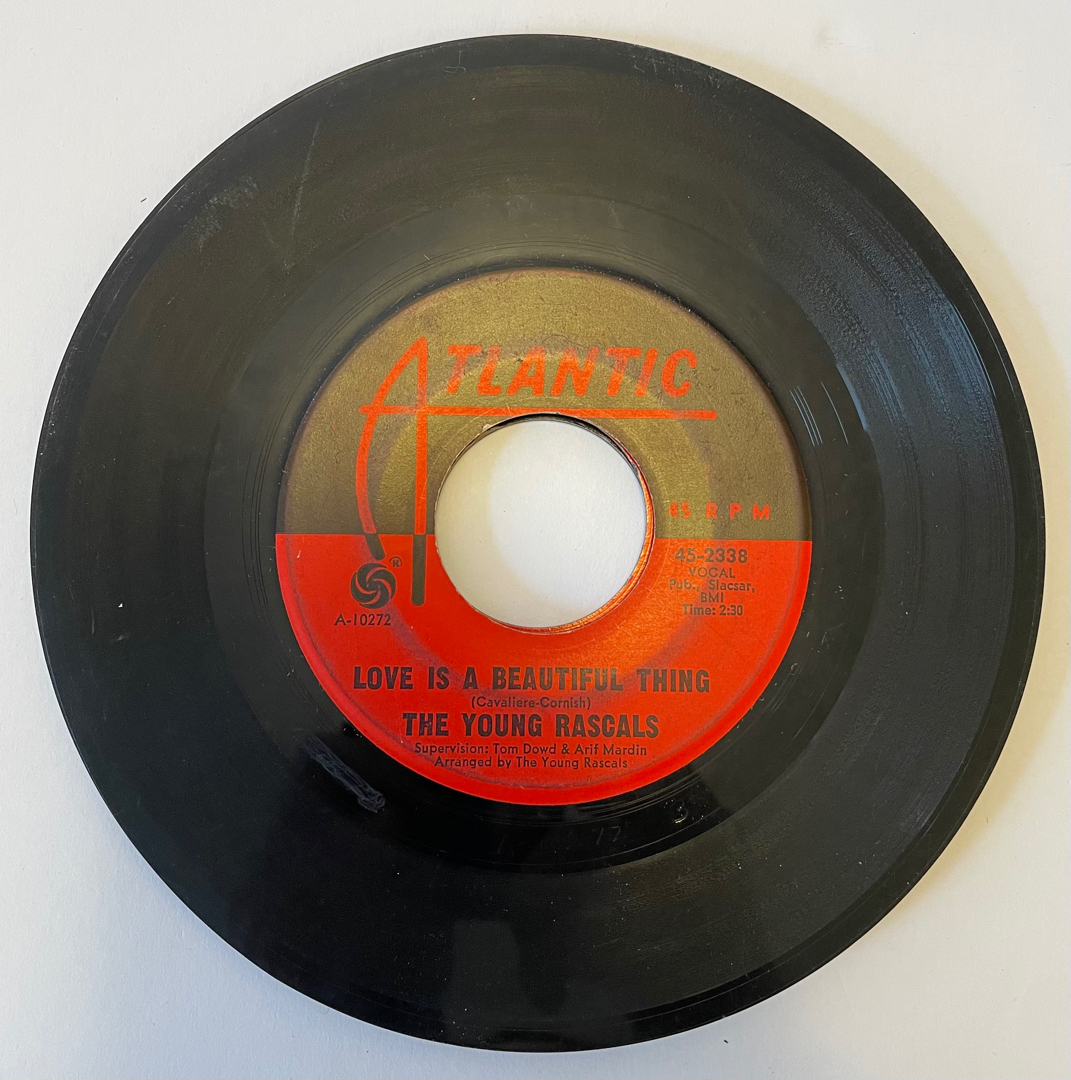 ATLANTIC
45 RPM
®
45-2338
VOCAL
Pub., Slacsar,
BMI
Time: 2:30
A-10272
LOVE IS A BEAUTIFUL THING
(Cavaliere-Cornish)
THE YOUNG RASCALS
Supervision: Tom Dowd & Arif Mardin
Arranged by The Young Rascals